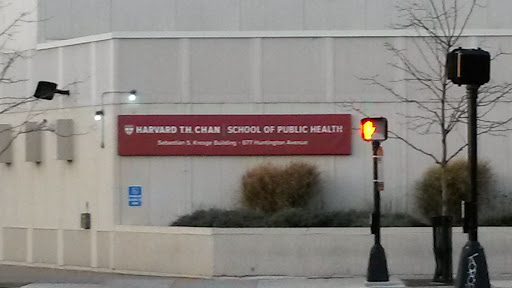 HARVARD T.H. CHAN | SCHOOL OF PUBLIC HEALTH
Sebastian S. Kresge Building - 677 Huntington Avenue